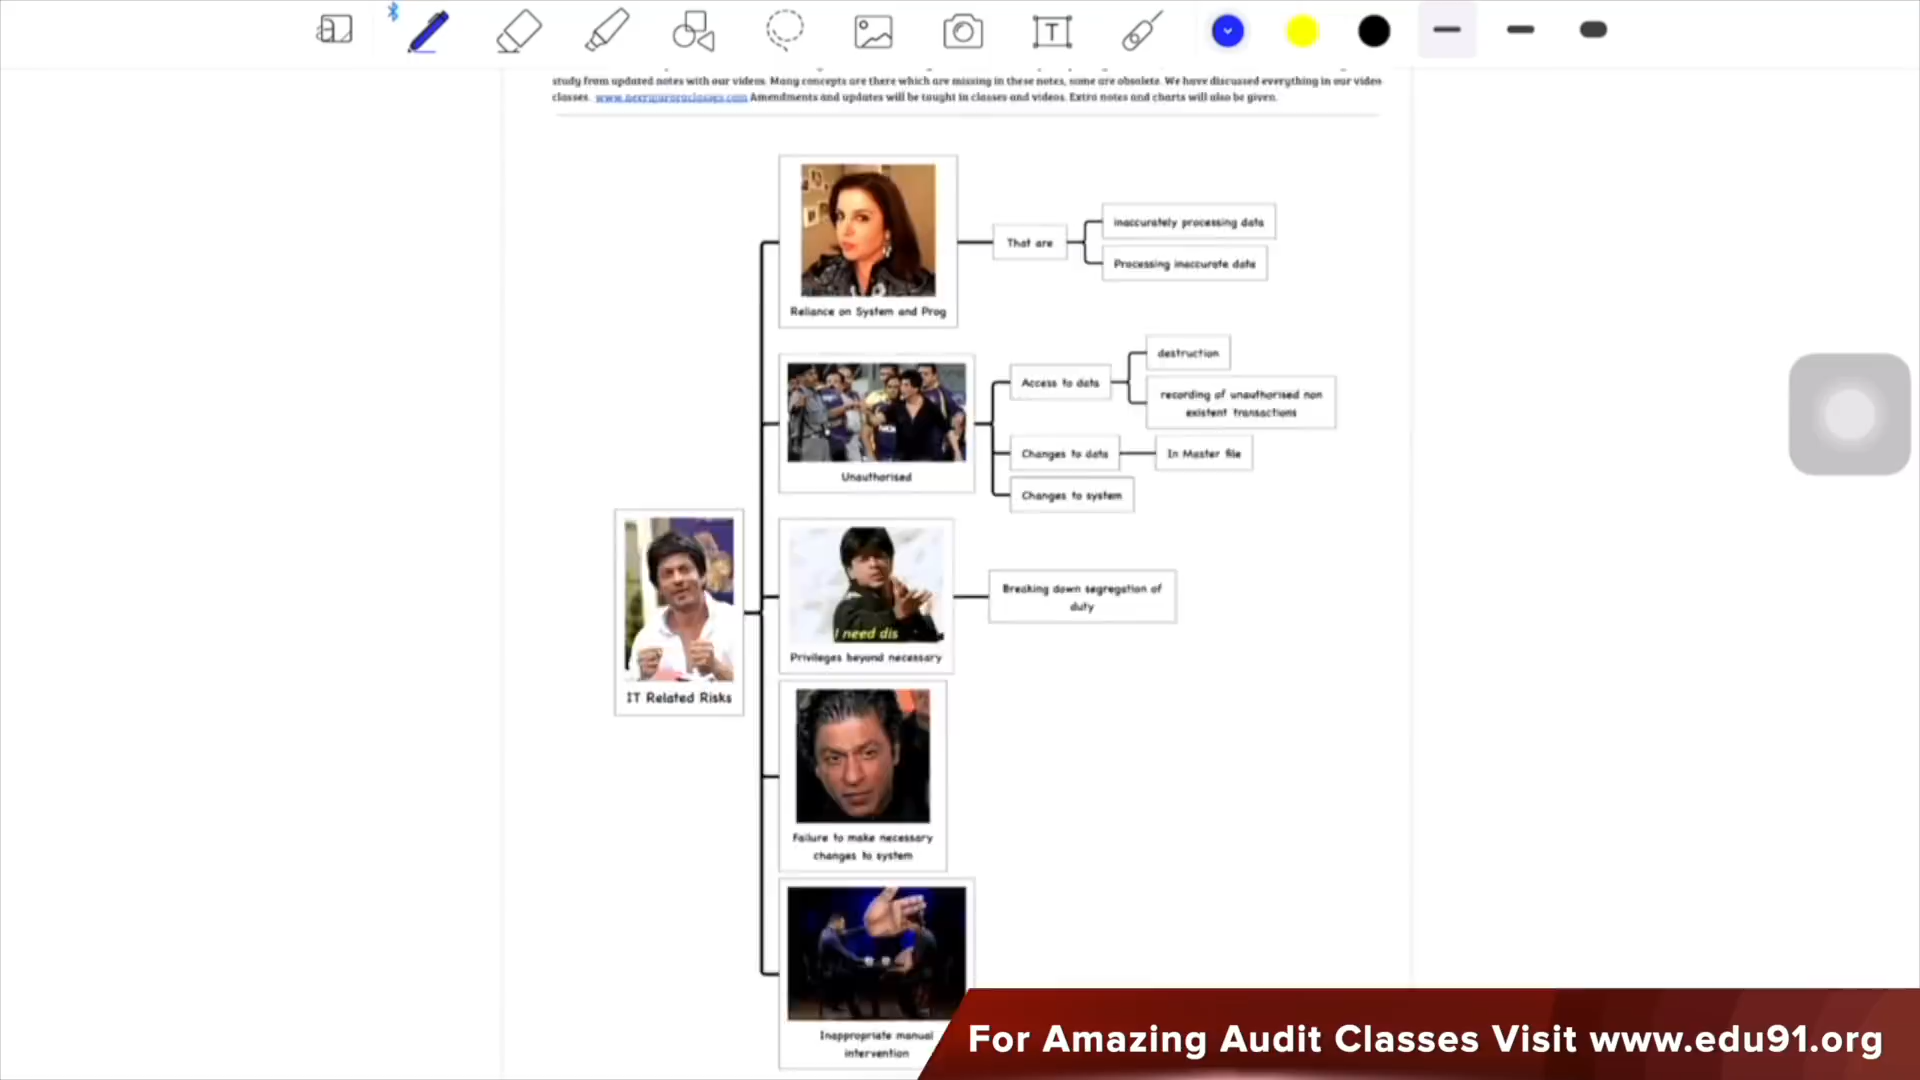 study from updated notes with our videos. Many concepts are there which are missing in these notes, some are obsolete. We have discussed everything in our video
classes. Amendments and updates will be taught in classes and videos. Extra notes and charts will also be given.
Reliance on System and Prog
That are
inaccurately processing data
Processing inaccurate data
Unauthorised
Access to data
destruction
recording of unauthorised non
existent transactions
Changes to data
In Master file
Changes to system
I need dis
Privileges beyond necessary
Breaking down segregation of
duty
IT Related Risks
Failure to make necessary
changes to system
Inappropriate manual
intervention
For Amazing Audit Classes Visit www.edu91.org